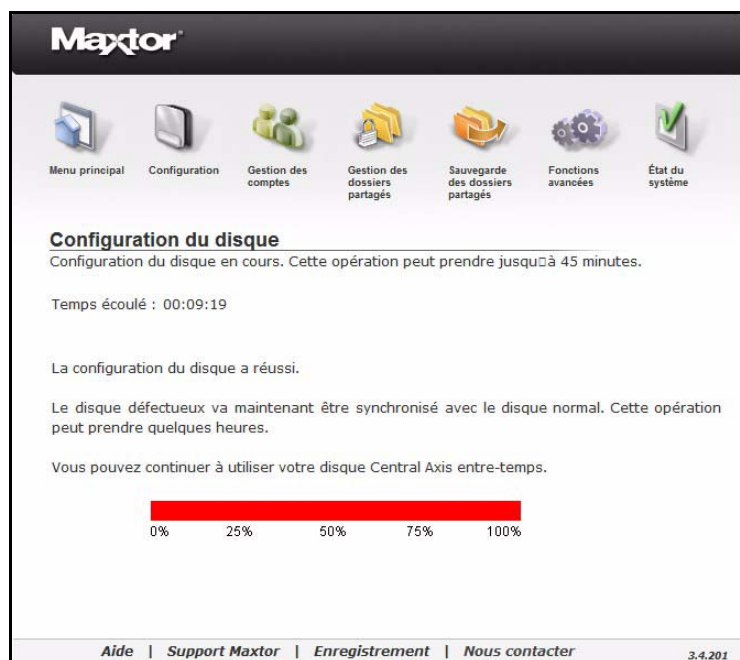 Maxtor
Menu principal
Configuration
Gestion des
comptes
Gestion des
dossiers
partagés
Sauvegarde
des dossiers
partagés
Fonctions
avancées
État du
système
Configuration du disque
Configuration du disque en cours. Cette opération peut prendre jusqu▯à 45 minutes.
Temps écoulé : 00:09:19
La configuration du disque a réussi.
Le disque défectueux va maintenant être synchronisé avec le disque normal. Cette opération
peut prendre quelques heures.
Vous pouvez continuer à utiliser votre disque Central Axis entre-temps.
0% 25% 50% 75% 100%
Aide | Support Maxtor | Enregistrement | Nous contacter 3.4.201